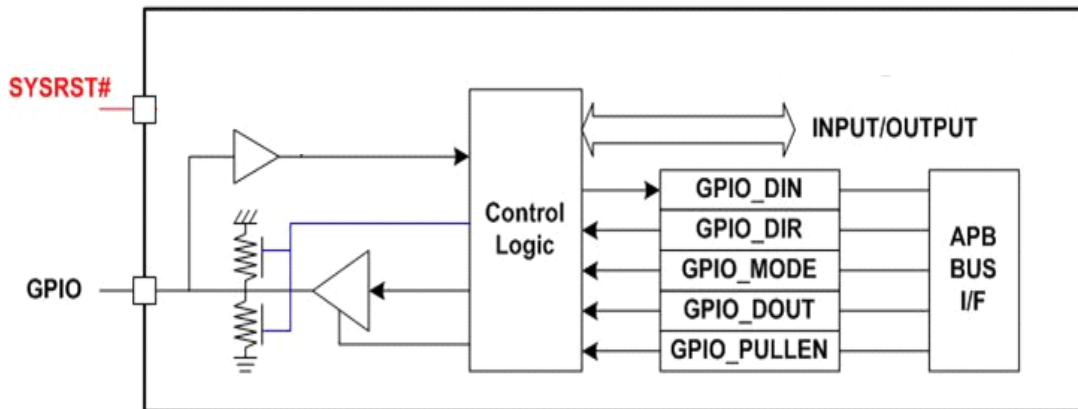 SYSRST#
INPUT/OUTPUT
GPIO_DIN
GPIO_DIR
GPIO_MODE
GPIO_DOUT
GPIO_PULLEN
Control
Logic
APB
BUS
I/F
GPIO